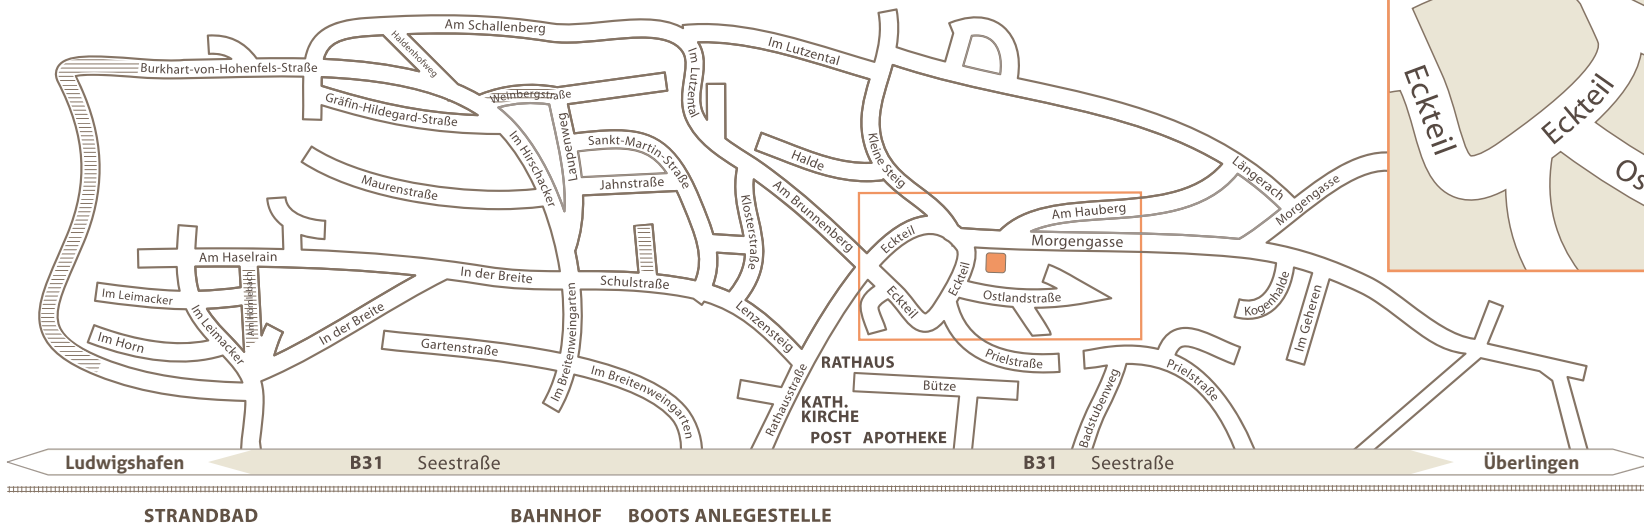 Am Schallenberg
Haldenhofweg
Im Lutzental
Burkhart-von-Hohenfels-Straße
Im Lutzental
Gräfin-Hildegard-Straße
Weinbergstraße
Eckteil
Eckteil
Os
Im Hirschacker
Laupenweg
Sankt-Martin-Straße
Halde
Kleine Steig
Maurenstraße
Jahnstraße
Längerach
Morgengasse
Am Brunnenberg
Klosterstraße
Am Hauberg
Eckteil
Morgengasse
Am Haselrain
In der Breite
Schulstraße
Eckteil
Eckteil
Ostlandstraße
Kogenhalde
Im Geheren
Im Leimacker
Im Leimacker
In der Breite
Im Horn
Gartenstraße
Im Breitenweingarten
Im Breitenweingarten
Lenzensteig
Prielstraße
Prielstraße
RATHAUS
Bütze
Badstubenweg
Rathausstraße
KATH.
KIRCHE
POST APOTHEKE
Ludwigshafen B31 Seestraße B31 Seestraße Überlingen
STRANDBAD BAHNHOF BOOTS ANLEGESTELLE